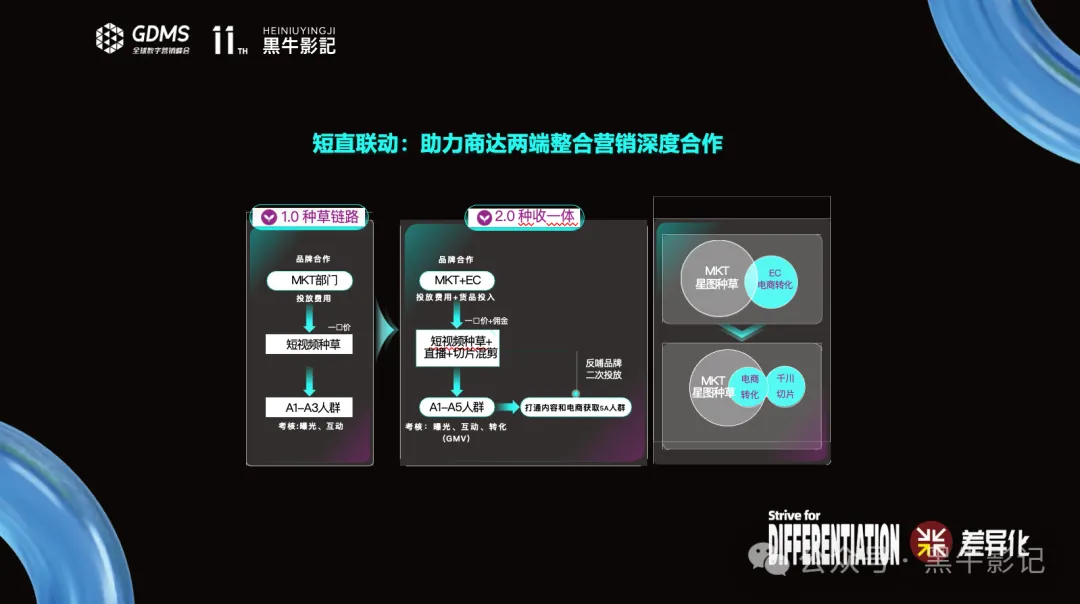 GDMS
全球数字营销峰会
11TH
HEINIUYINGJI
黑牛影記
短直联动：助力商达两端整合营销深度合作
1.0 种草链路
品牌合作
MKT部门
投放费用
一口价
短视频种草
A1-A3人群
考核:曝光、互动
2.0 种收一体
品牌合作
MKT+EC
投放费用+货品投入
一口价+佣金
短视频种草+
直播+切片混剪
A1-A5人群
考核：曝光、互动、转化
（GMV）
反哺品牌
二次投放
打通内容和电商获取5A人群
MKT
星图种草
EC
电商转化
MKT
星图种草
电商
转化
千川
切片
Strive for
DIFFERENTIATION
差异化
公众号 · 黑牛影记